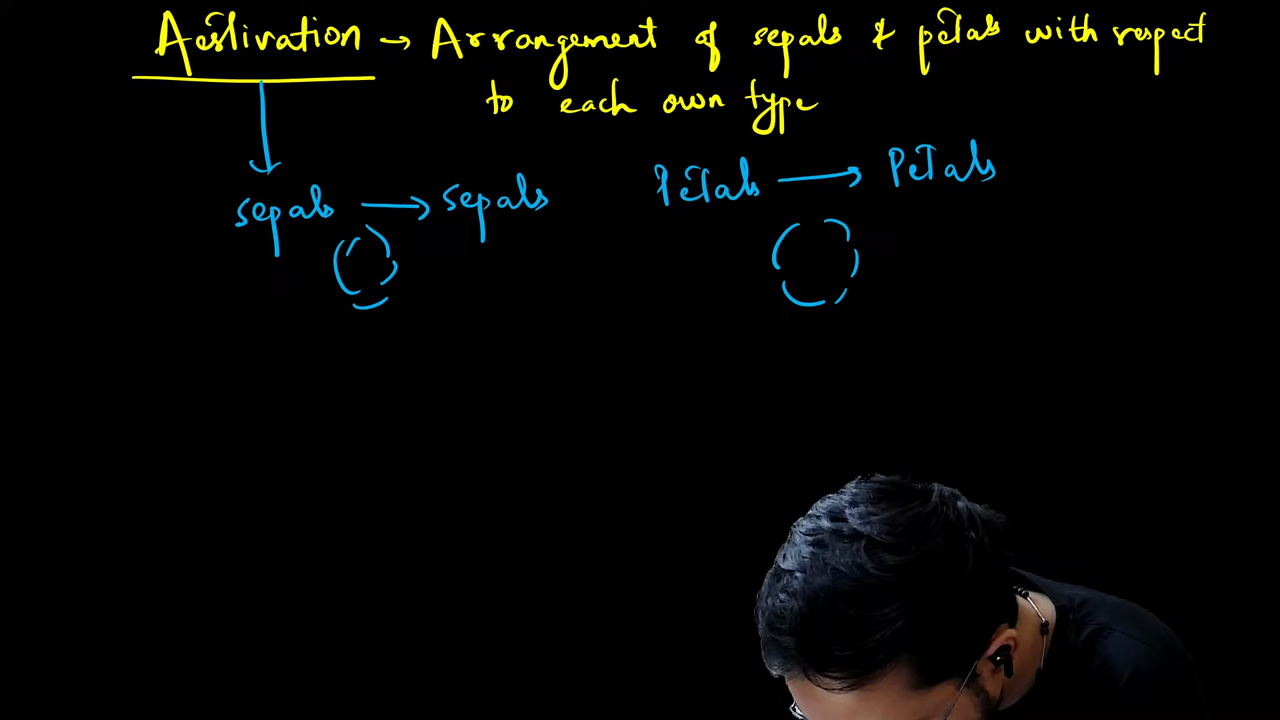 Aestivation → Arrangement of sepals & petals with respect
to each own type
sepals → sepals
Petals → Petals